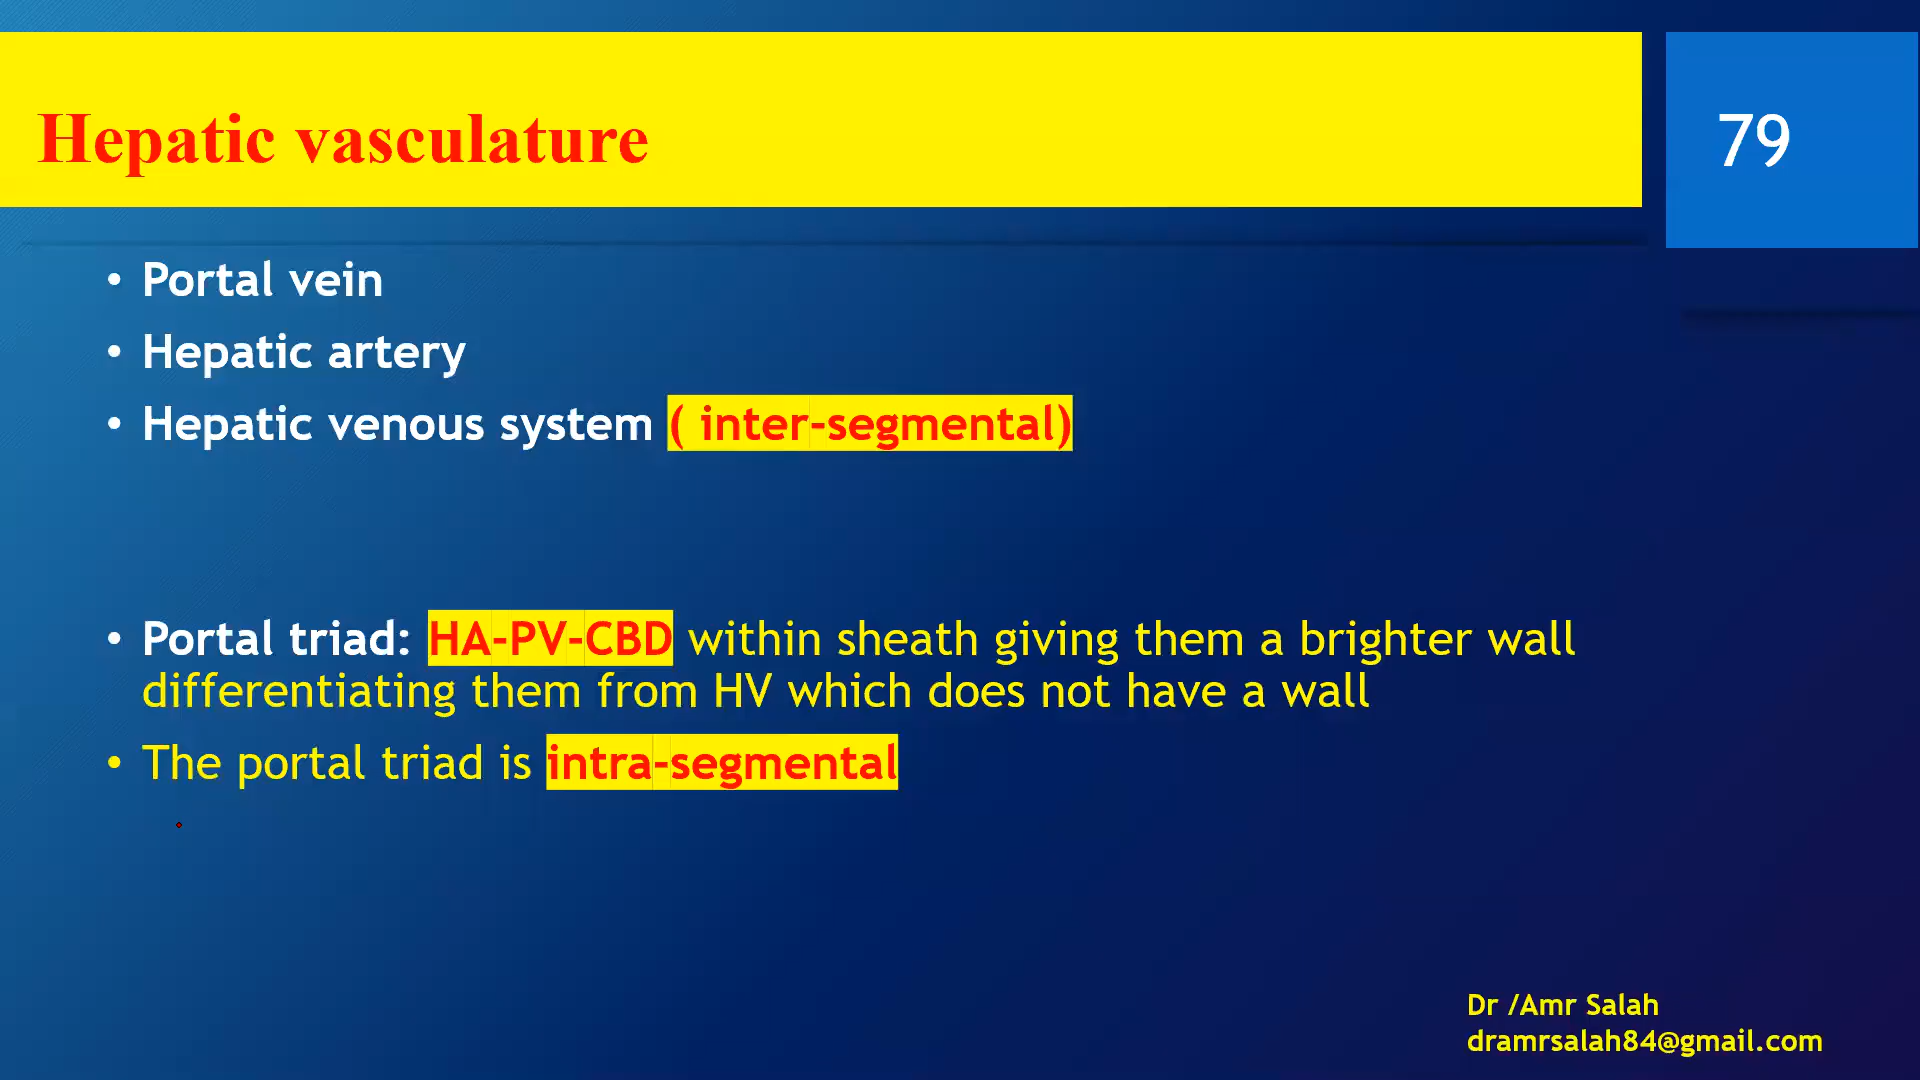 Hepatic vasculature
79
• Portal vein
• Hepatic artery
• Hepatic venous system ( inter-segmental)
• Portal triad: HA-PV-CBD within sheath giving them a brighter wall
differentiating them from HV which does not have a wall
• The portal triad is intra-segmental
Dr /Amr Salah
dramrsalah84@gmail.com